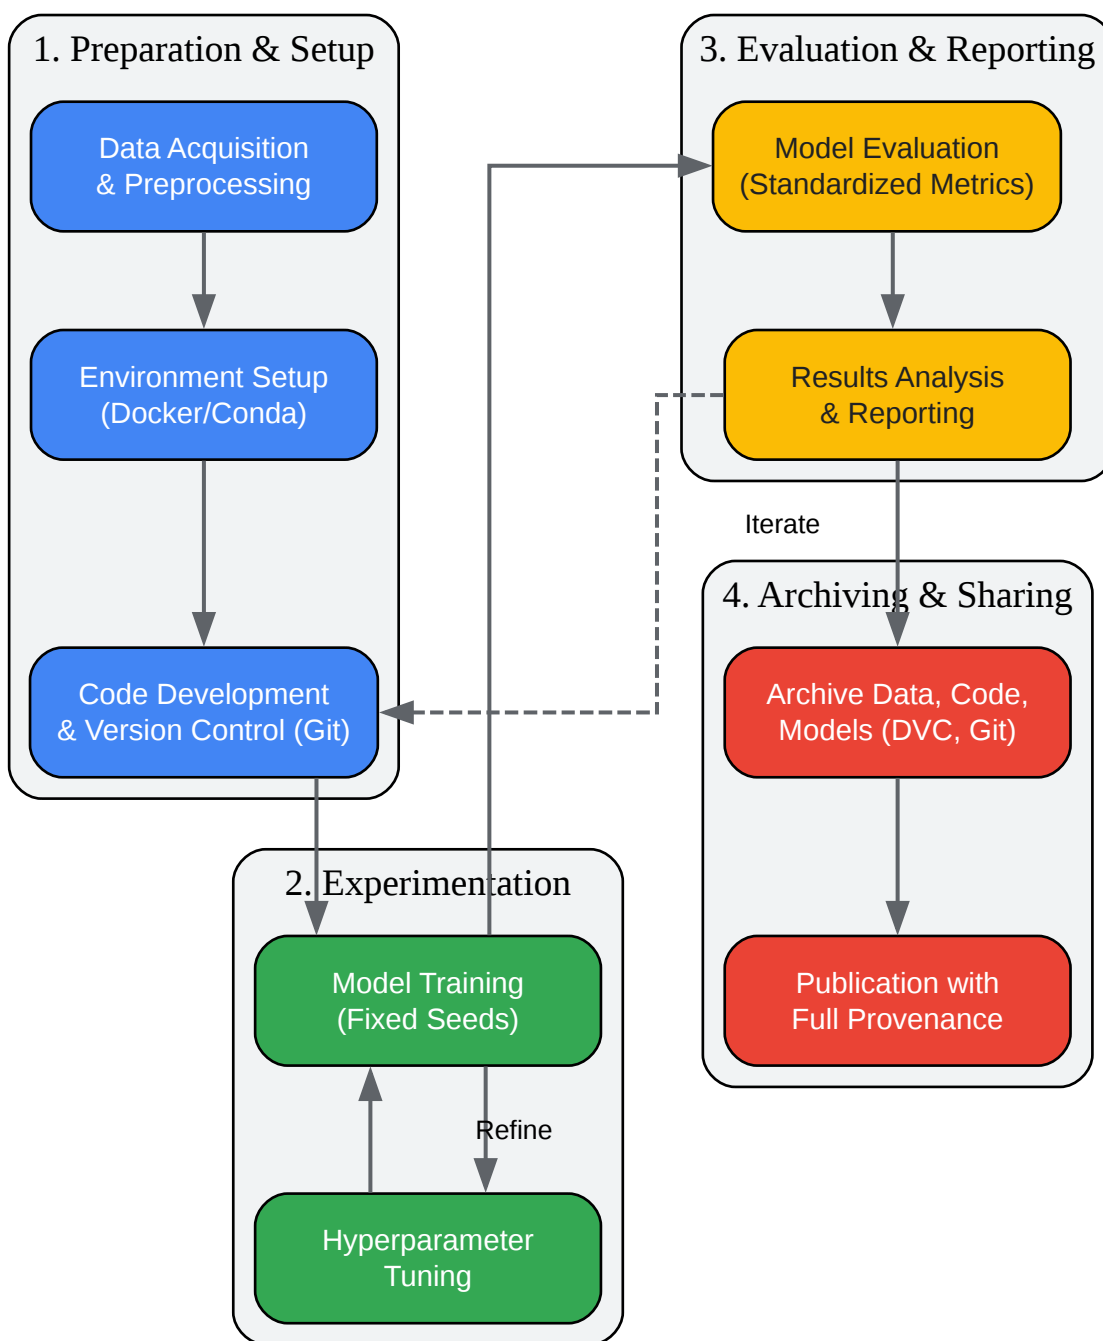 1. Preparation & Setup
Data Acquisition
& Preprocessing
Environment Setup
(Docker/Conda)
Code Development
& Version Control (Git)
2. Experimentation
Model Training
(Fixed Seeds)
Refine
Hyperparameter
Tuning
3. Evaluation & Reporting
Model Evaluation
(Standardized Metrics)
Results Analysis
& Reporting
Iterate
4. Archiving & Sharing
Archive Data, Code,
Models (DVC, Git)
Publication with
Full Provenance